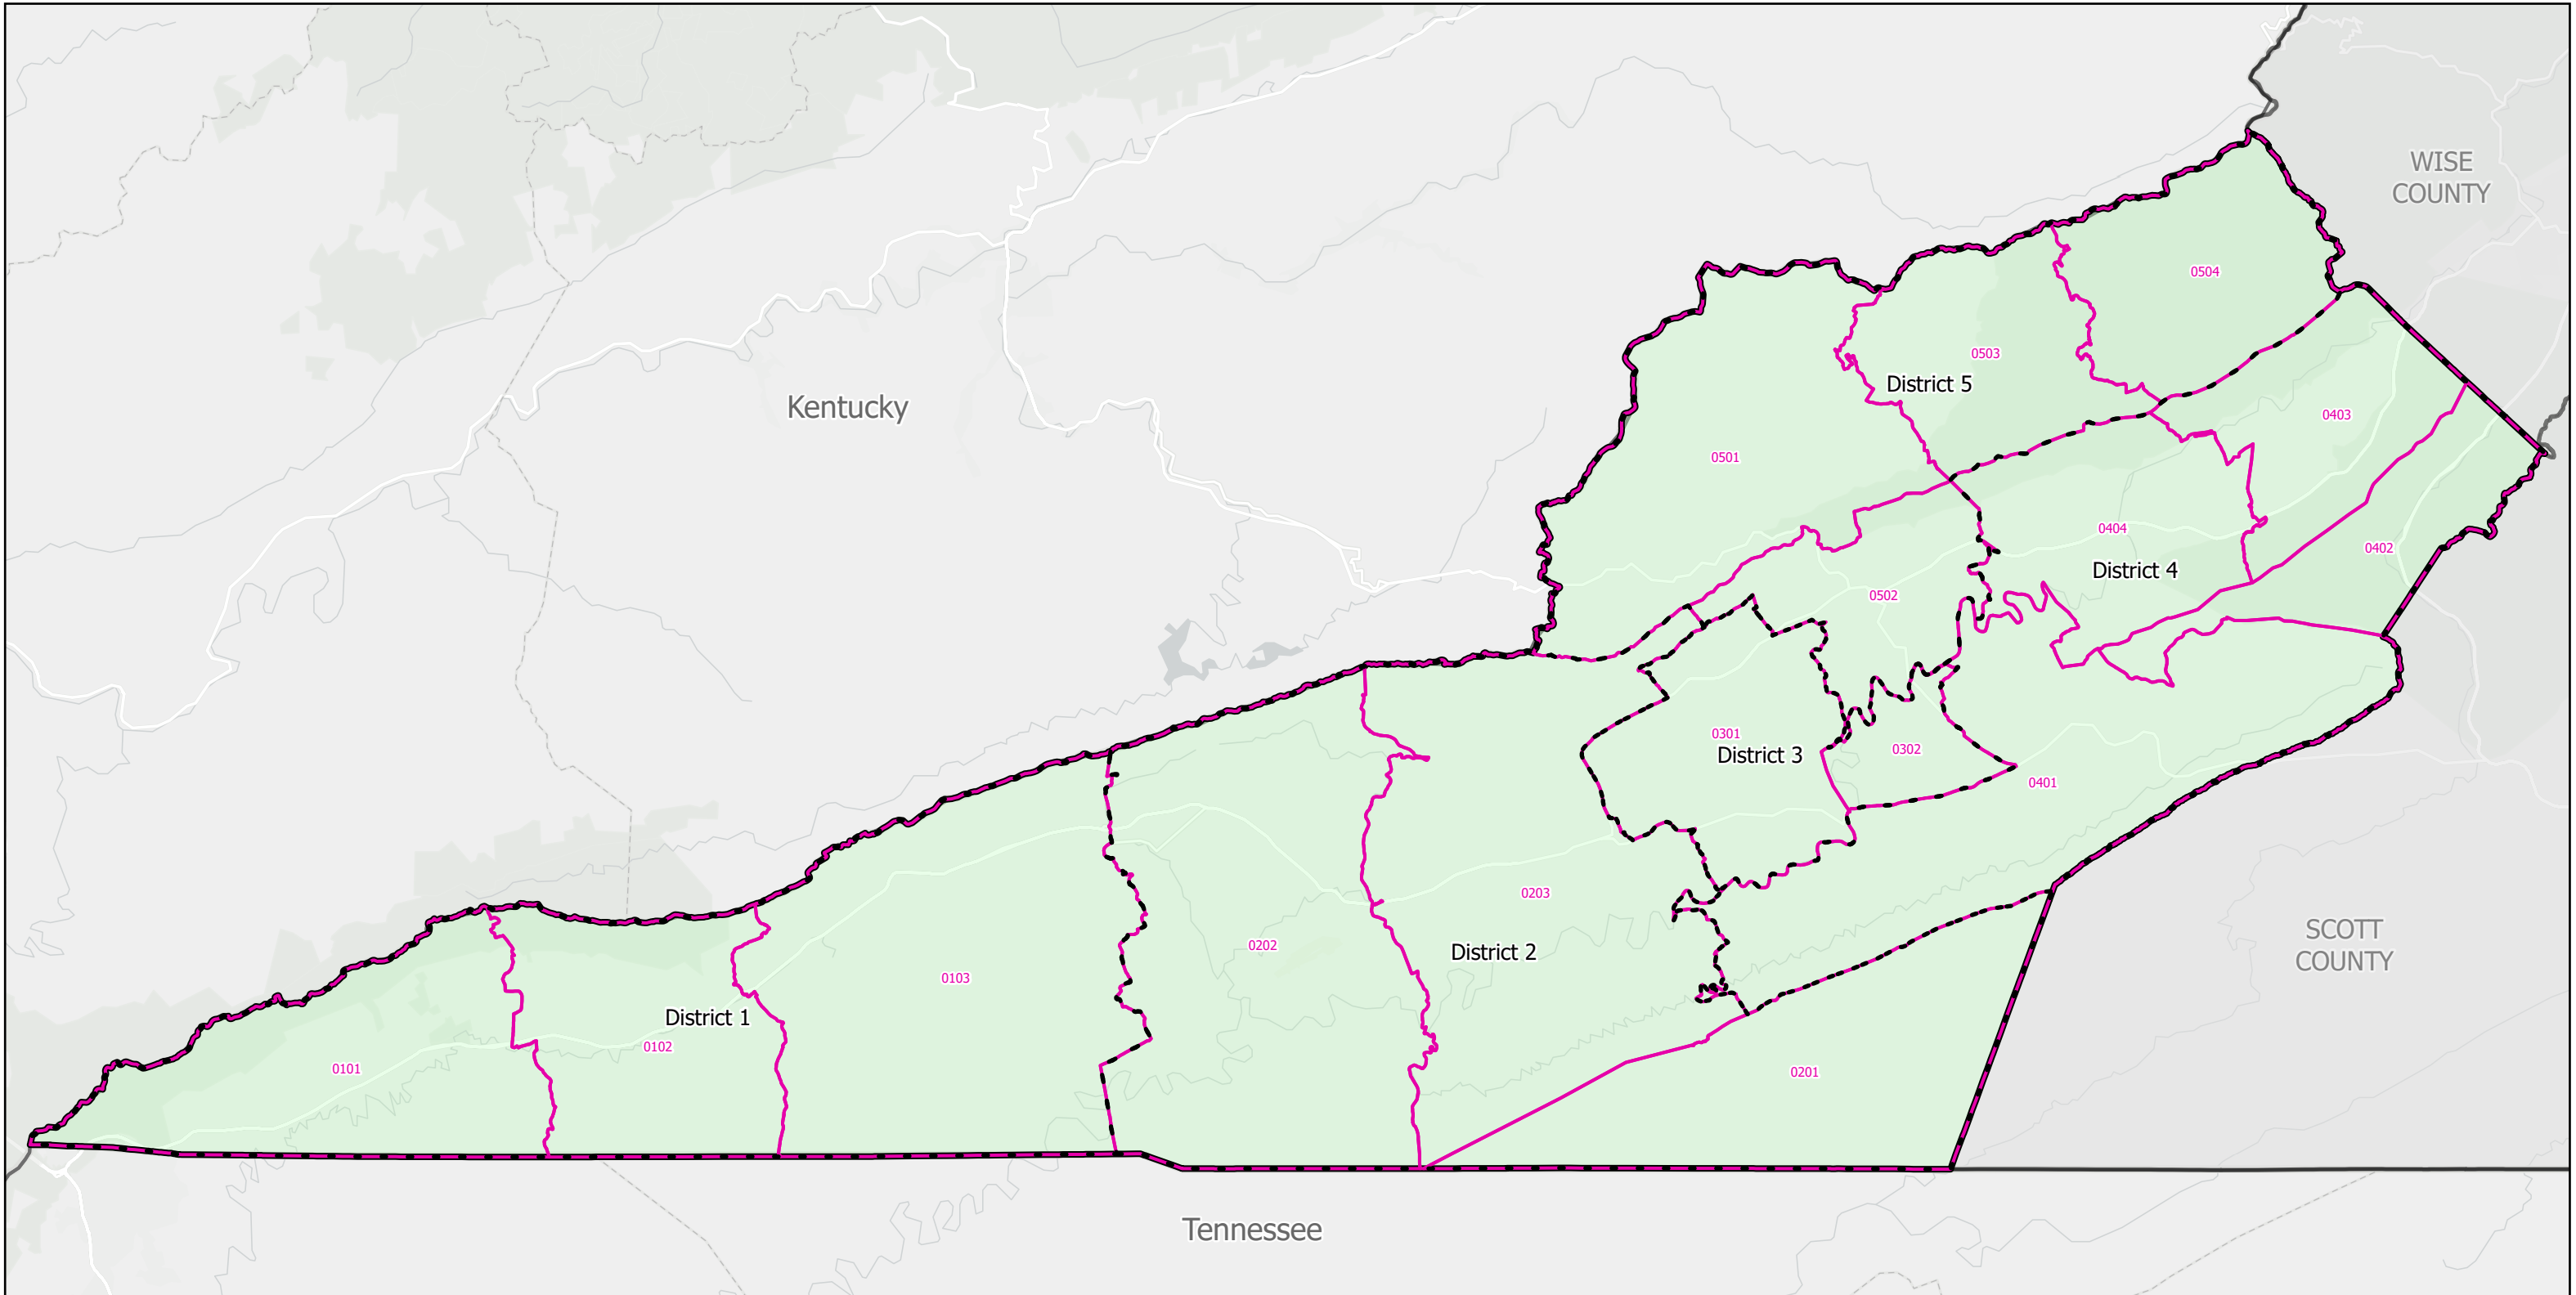 WISE
COUNTY
0504
0503
District 5
Kentucky
0403
0501
0404
0402
District 4
0502
0301
District 3
0302
0401
0203
0202
District 2
SCOTT
COUNTY
0103
District 1
0102
0101
0201
Tennessee